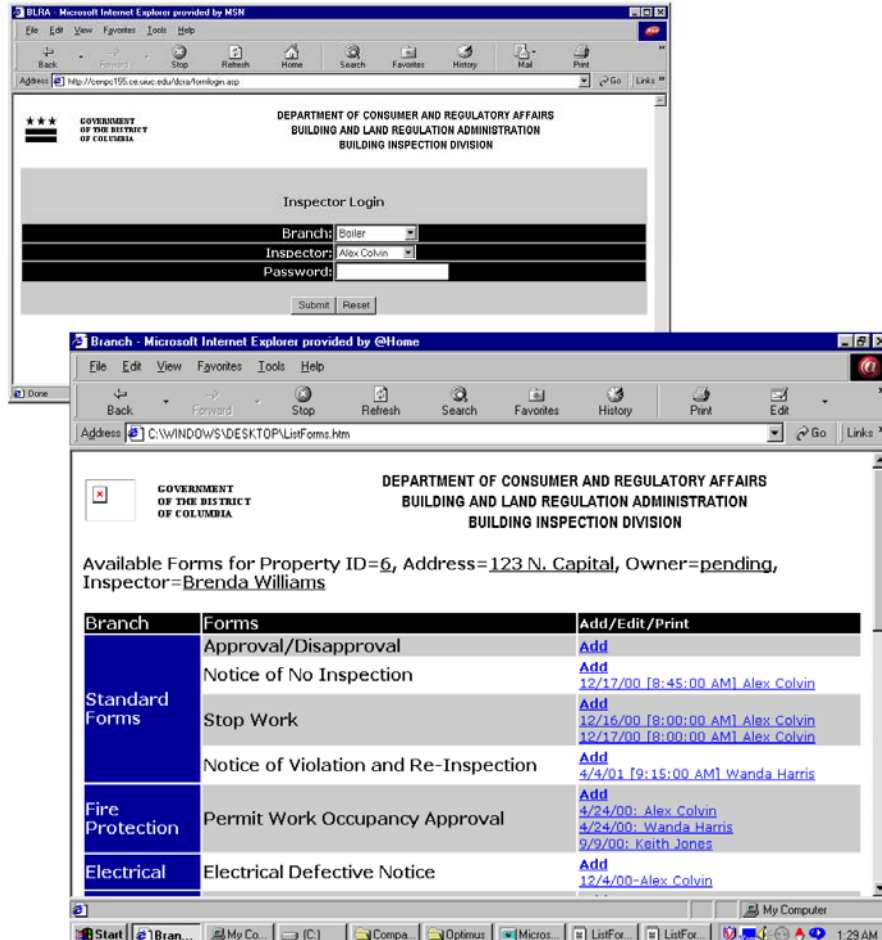 BLRA - Microsoft Internet Explorer provided by MSN
File Edit View Favorites Tools Help
Back Forward Stop Refresh Home Search Favorites History Mail Print
Address http://cenpc155.ce.uiuc.edu/dcra/formlogin.asp Go Links
GOVERNMENT
OF THE DISTRICT
OF COLUMBIA
DEPARTMENT OF CONSUMER AND REGULATORY AFFAIRS
BUILDING AND LAND REGULATION ADMINISTRATION
BUILDING INSPECTION DIVISION
Inspector Login
Branch: Boiler
Inspector: Alex Colvin
Password:
Submit Reset
Done
Branch - Microsoft Internet Explorer provided by @Home
File Edit View Favorites Tools Help
Back Forward Stop Refresh Search Favorites History Print Edit
Address C:\WINDOWS\DESKTOP\ListForms.htm Go Links
GOVERNMENT
OF THE DISTRICT
OF COLUMBIA
DEPARTMENT OF CONSUMER AND REGULATORY AFFAIRS
BUILDING AND LAND REGULATION ADMINISTRATION
BUILDING INSPECTION DIVISION
Available Forms for Property ID=6, Address=123 N. Capital, Owner=pending,
Inspector=Brenda Williams
Branch Forms Add/Edit/Print
Standard
Forms
Approval/Disapproval Add
Notice of No Inspection Add
12/17/00 [8:45:00 AM] Alex Colvin
Stop Work Add
12/16/00 [8:00:00 AM] Alex Colvin
12/17/00 [8:00:00 AM] Alex Colvin
Notice of Violation and Re-Inspection Add
4/4/01 [9:15:00 AM] Wanda Harris
Fire
Protection
Permit Work Occupancy Approval Add
4/24/00: Alex Colvin
4/24/00: Wanda Harris
9/9/00: Keith Jones
Electrical Electrical Defective Notice Add
12/4/00-Alex Colvin
My Computer
Start Bran... My Co... (C:) Compa... Optimus Micros... ListFor... ListFor... 1:29 AM